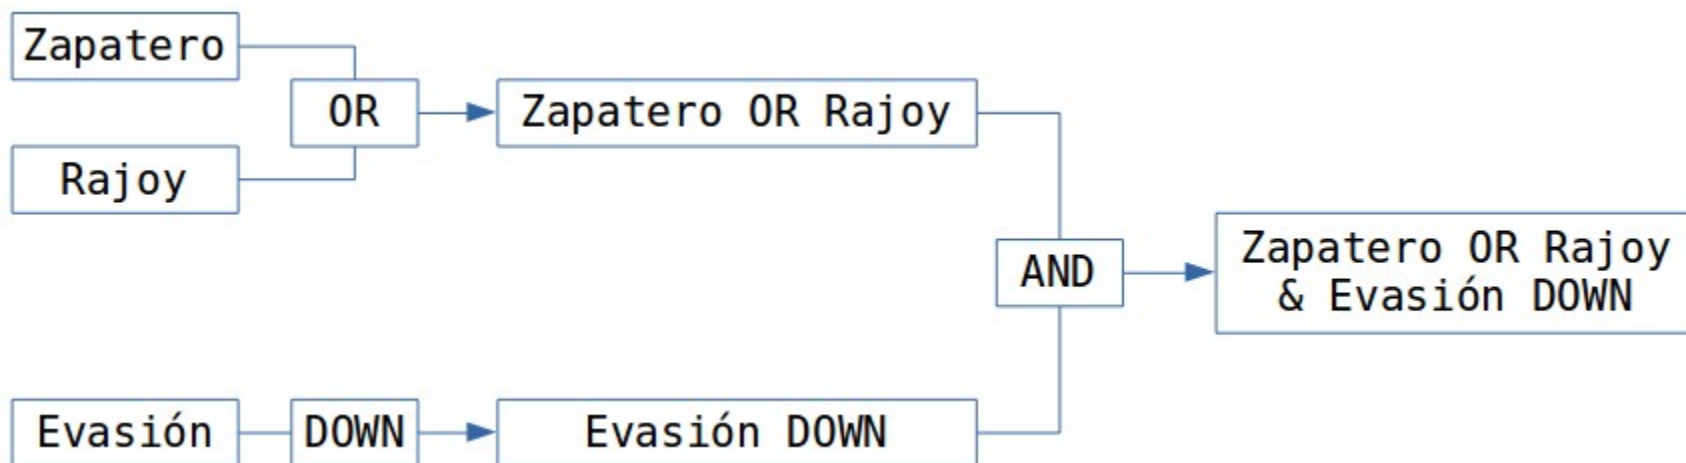 Zapatero
OR
Zapatero OR Rajoy
Rajoy
AND
Zapatero OR Rajoy
& Evasión DOWN
Evasión
DOWN
Evasión DOWN